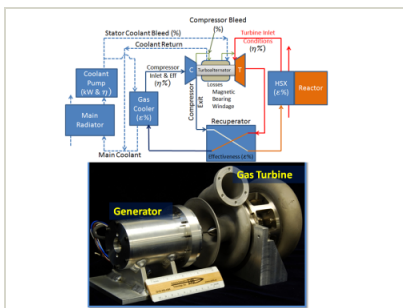 Stator Coolant Bleed (%)
Compressor Bleed
(%)
Coolant Return
Turbine Inlet
Conditions
(η%)
Coolant
Pump
(kW & η)
Compressor
Inlet & Eff
(η%)
C
Turboalternator
T
Losses
Magnetic
Bearing
Windage
HSX
(ε%)
Reactor
Gas
Cooler
(ε%)
Compressor
Exit
Main
Radiator
Recuperator
Effectiveness (ε%)
Main Coolant
Gas Turbine
Generator